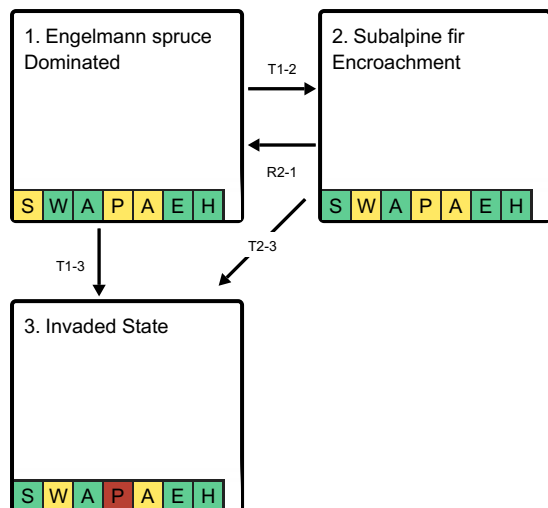 1. Engelmann spruce
Dominated
2. Subalpine fir
Encroachment
T1-2
R2-1
S W A P A E H
S W A P A E H
T1-3
T2-3
3. Invaded State
S W A P A E H